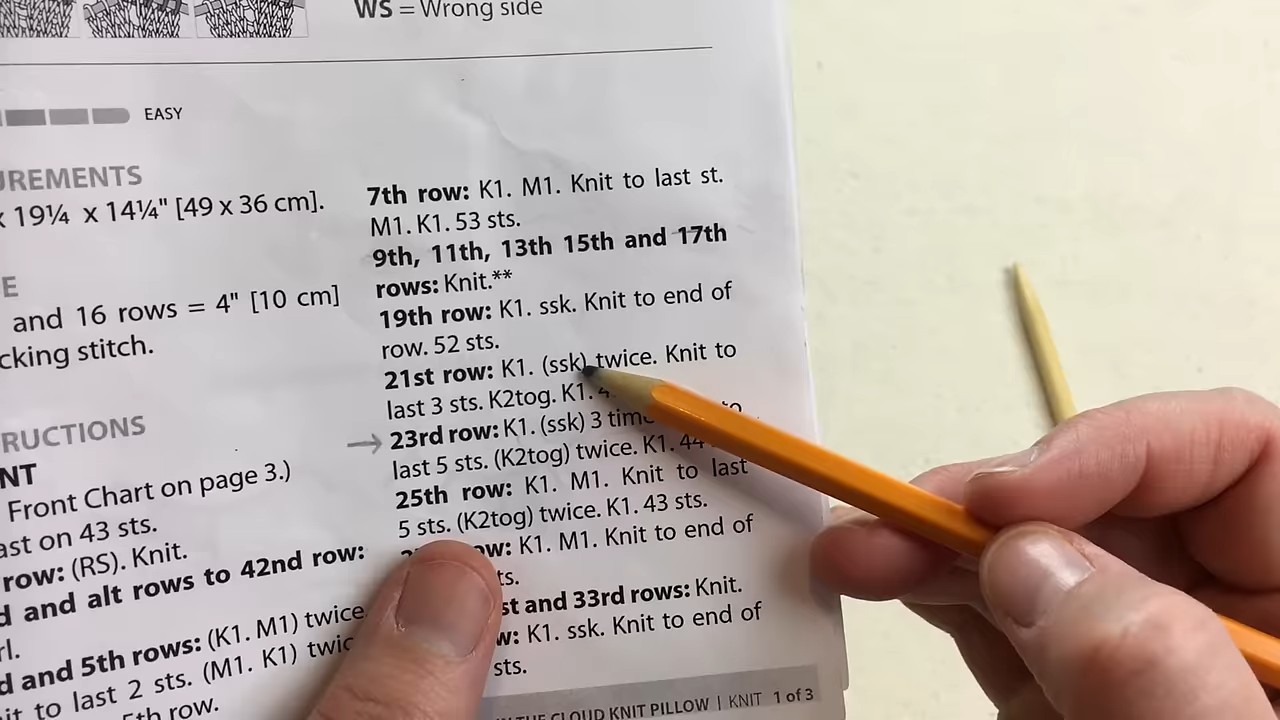 WS = Wrong side
EASY
UREMENTS
x 19¼ x 14¼" [49 x 36 cm].
E
and 16 rows = 4" [10 cm]
cking stitch.
RUCTIONS
NT
Front Chart on page 3.)
ast on 43 sts.
row: (RS). Knit.
d and alt rows to 42nd row:
rl.
d and 5th rows: (K1. M1) twice.
it to last 2 sts. (M1. K1) twic
5th row.
7th row: K1. M1. Knit to last st.
M1. K1. 53 sts.
9th, 11th, 13th 15th and 17th
rows: Knit.**
19th row: K1. ssk. Knit to end of
row. 52 sts.
21st row: K1. (ssk) twice. Knit to
last 3 sts. K2tog. K1.
→ 23rd row: K1. (ssk) 3 time to
last 5 sts. (K2tog) twice. K1. 44
25th row: K1. M1. Knit to last
5 sts. (K2tog) twice. K1. 43 sts.
ow: K1. M1. Knit to end of
ts.
st and 33rd rows: Knit.
w: K1. ssk. Knit to end of
sts.
THE CLOUD KNIT PILLOW | KNIT 1 of 3